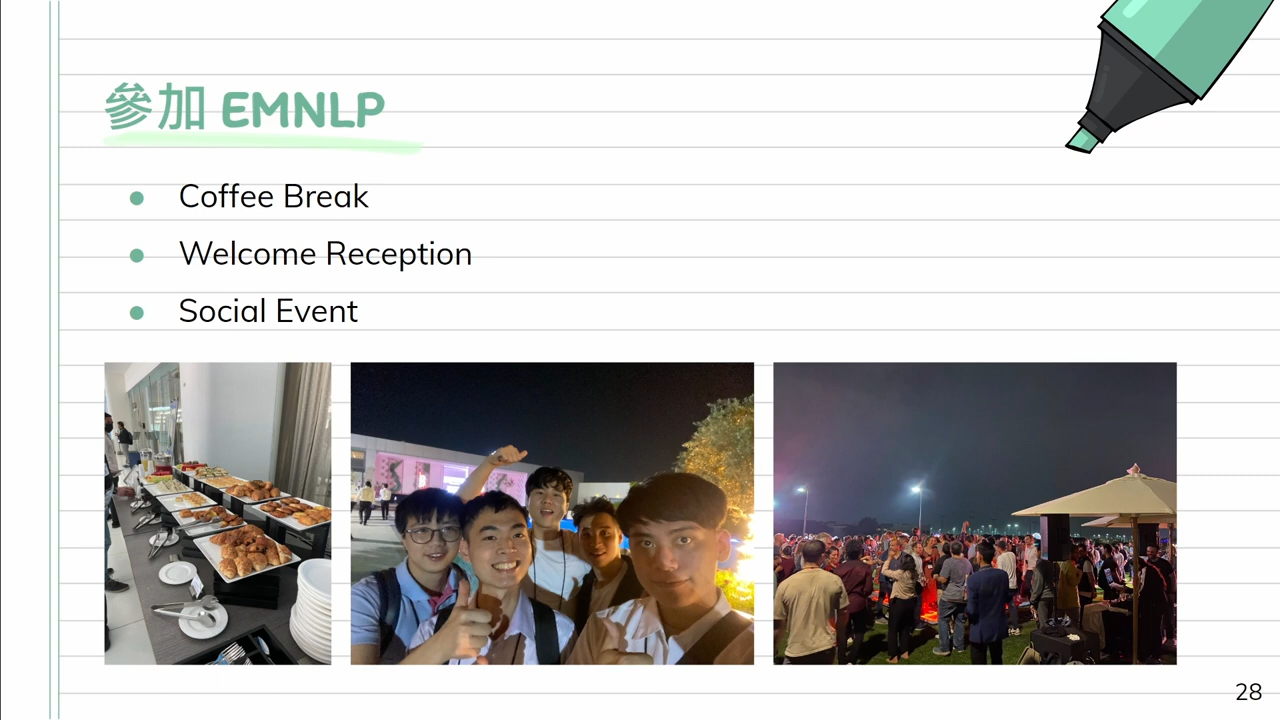 參加 EMNLP
● Coffee Break
● Welcome Reception
● Social Event
28